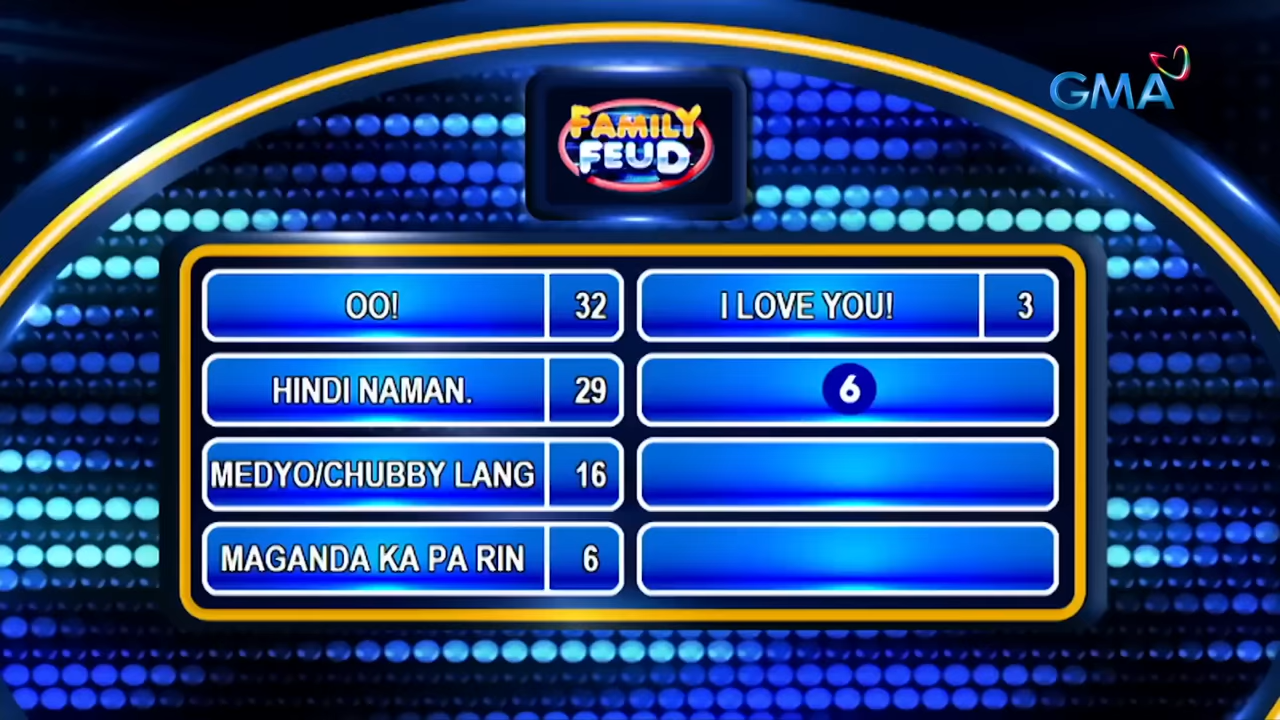 GMA
FAMILY
FEUD
OO! 32
HINDI NAMAN. 29
MEDYO/CHUBBY LANG 16
MAGANDA KA PA RIN 6
I LOVE YOU! 3
6